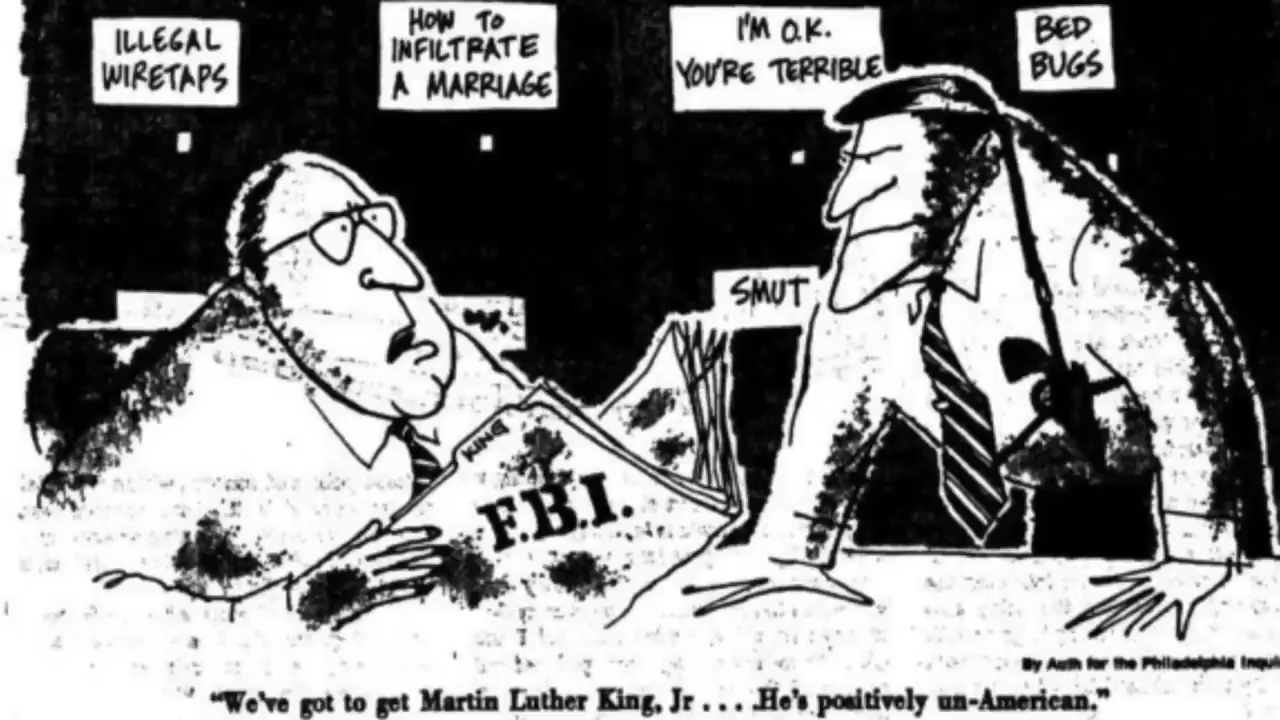 ILLEGAL
WIRETAPS
HOW TO
INFILTRATE
A MARRIAGE
I'M O.K.
YOU'RE TERRIBLE
BED
BUGS
SMUT
KING
F.B.I.
By Auth for the Philadelphia Inqui
"We've got to get Martin Luther King, Jr . . . .He's positively un-American."